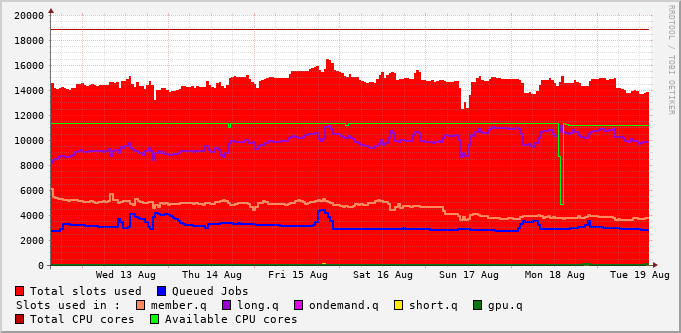 RRDTOOL / TOBI OETIKER
20000
18000
16000
14000
12000
10000
8000
6000
4000
2000
0
Wed 13 Aug Thu 14 Aug Fri 15 Aug Sat 16 Aug Sun 17 Aug Mon 18 Aug Tue 19 Aug
Total slots used Queued Jobs
Slots used in : member.q long.q ondemand.q short.q gpu.q
Total CPU cores Available CPU cores